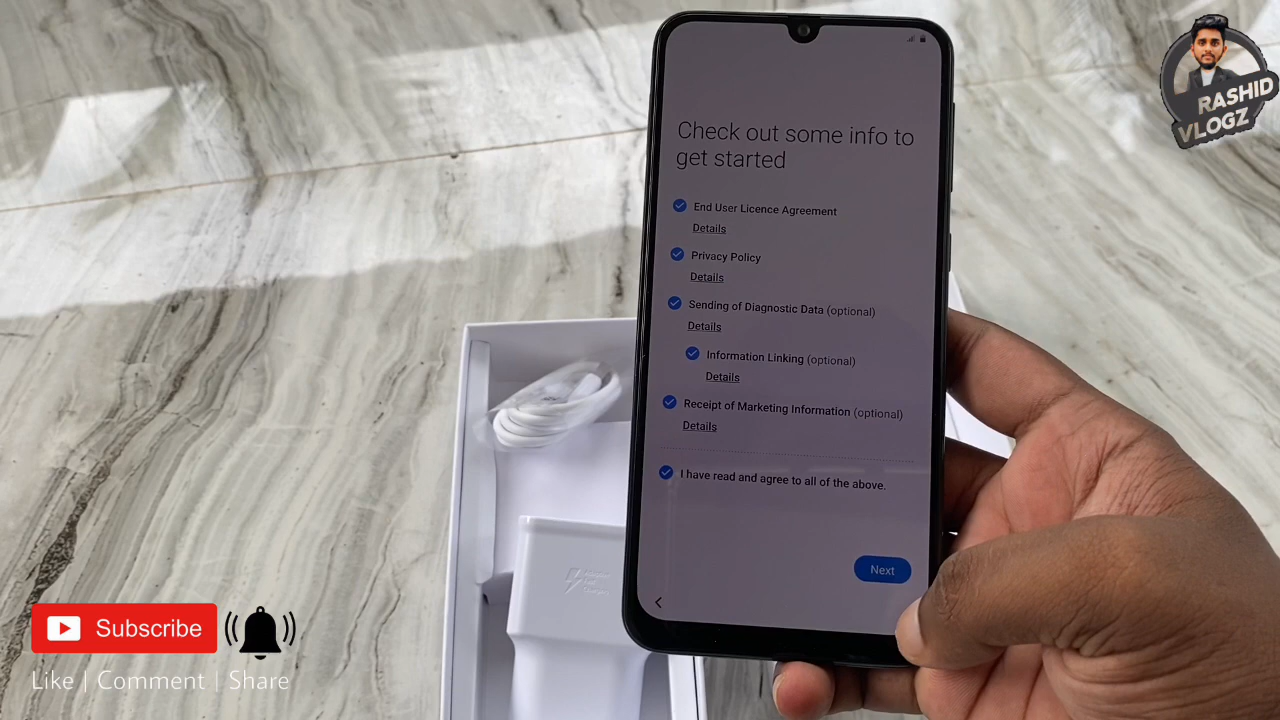 RASHID
VLOGZ
Check out some info to
get started
End User Licence Agreement
Details
Privacy Policy
Details
Sending of Diagnostic Data (optional)
Details
Information Linking (optional)
Details
Receipt of Marketing Information (optional)
Details
I have read and agree to all of the above.
Next
Subscribe
Like | Comment | Share